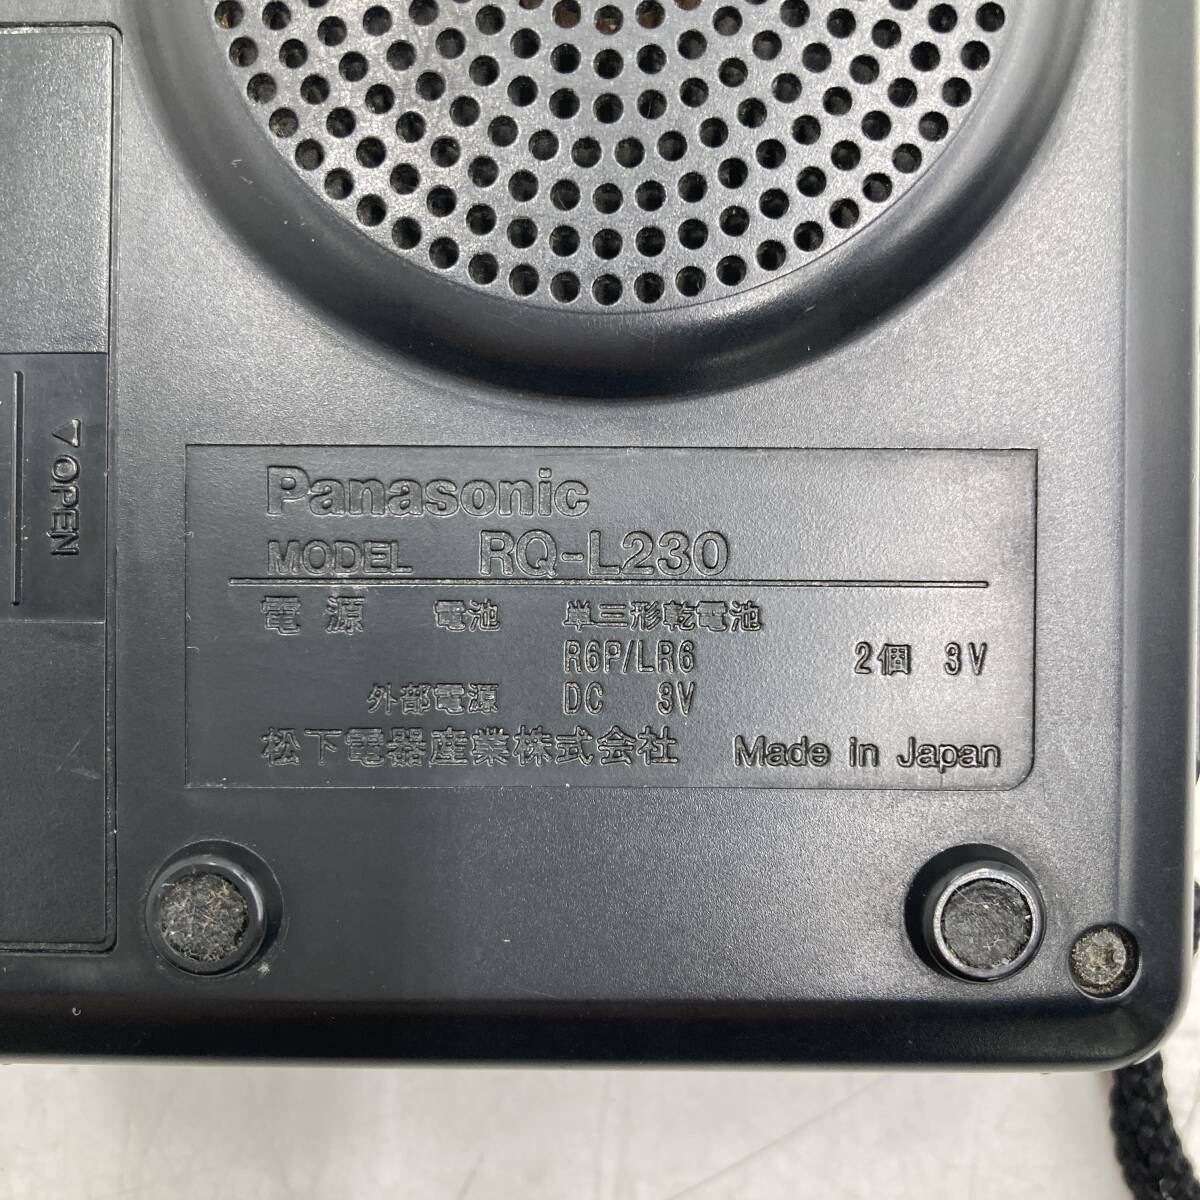 Panasonic
MODEL RQ-L230
電源 電池 単三形乾電池
R6P/LR6 2個 3V
外部電源 DC 3V
松下電器産業株式会社 Made in Japan
▽OPEN